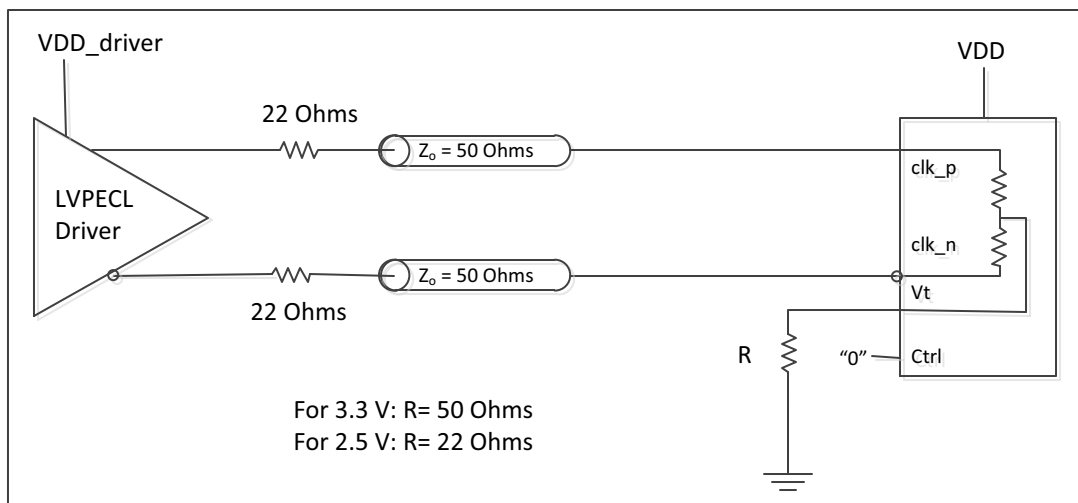 VDD_driver
VDD
22 Ohms
Zo = 50 Ohms
clk_p
LVPECL
Driver
clk_n
Zo = 50 Ohms
Vt
22 Ohms
R
“0”
Ctrl
For 3.3 V: R= 50 Ohms
For 2.5 V: R= 22 Ohms